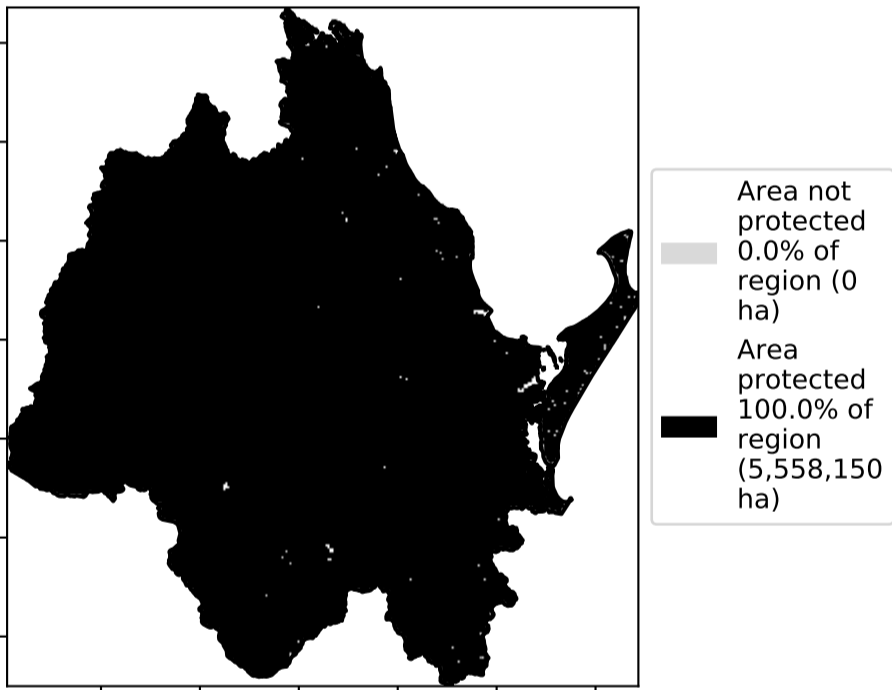 Area not
protected
0.0% of
region (0
ha)
Area
protected
100.0% of
region
(5,558,150
ha)